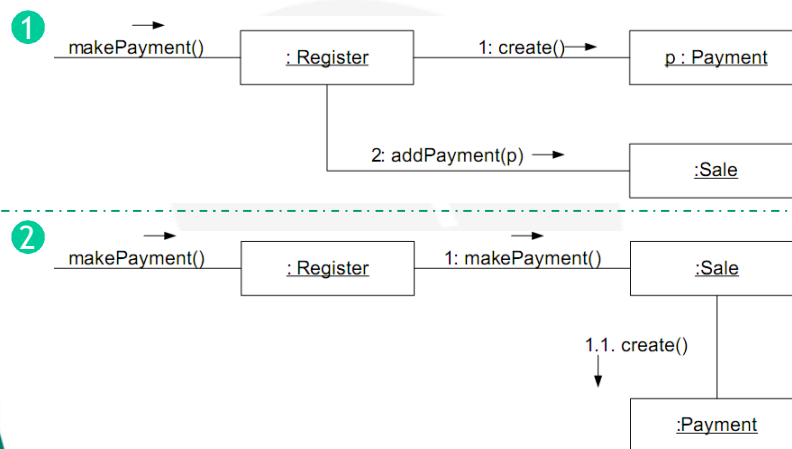 1
makePayment()
: Register
1: create()
p : Payment
2: addPayment(p)
:Sale
2
makePayment()
: Register
1: makePayment()
:Sale
1.1. create()
:Payment